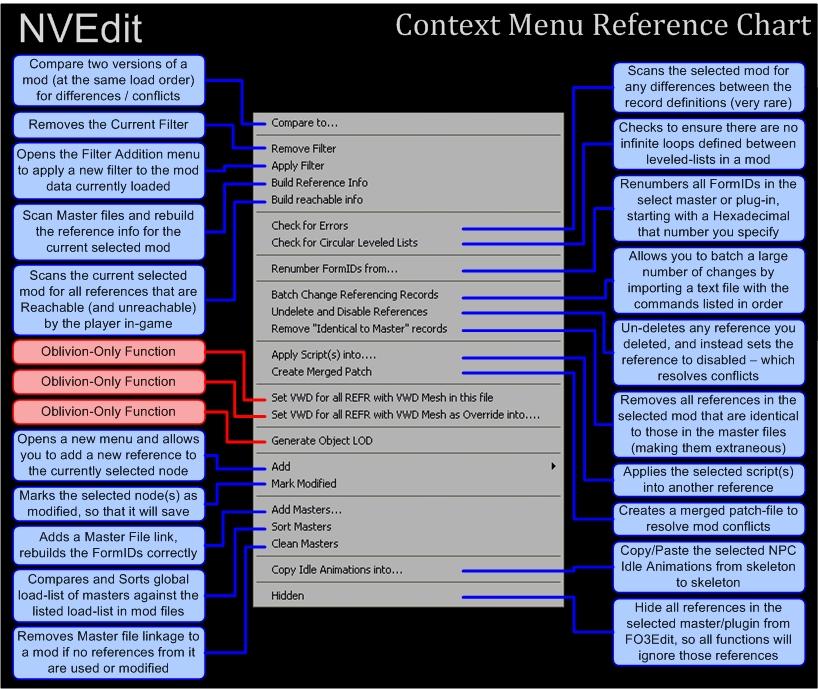 NVEdit
Context Menu Reference Chart
Compare two versions of a
mod (at the same load order)
for differences / conflicts
Removes the Current Filter
Opens the Filter Addition menu
to apply a new filter to the mod
data currently loaded
Scan Master files and rebuild
the reference info for the
current selected mod
Scans the current selected
mod for all references that are
Reachable (and unreachable)
by the player in-game
Oblivion-Only Function
Oblivion-Only Function
Oblivion-Only Function
Opens a new menu and allows
you to add a new reference to
the currently selected node
Marks the selected node(s) as
modified, so that it will save
Adds a Master File link,
rebuilds the FormIDs correctly
Compares and Sorts global
load-list of masters against the
listed load-list in mod files
Removes Master file linkage to
a mod if no references from it
are used or modified
Compare to...
Remove Filter
Apply Filter
Build Reference Info
Build reachable info
Check for Errors
Check for Circular Leveled Lists
Renumber FormIDs from...
Batch Change Referencing Records
Undelete and Disable References
Remove "Identical to Master" records
Apply Script(s) into....
Create Merged Patch
Set VWD for all REFR with VWD Mesh in this file
Set VWD for all REFR with VWD Mesh as Override into....
Generate Object LOD
Add
Mark Modified
Add Masters...
Sort Masters
Clean Masters
Copy Idle Animations into...
Hidden
Scans the selected mod for
any differences between the
record definitions (very rare)
Checks to ensure there are no
infinite loops defined between
leveled-lists in a mod
Renumbers all FormIDs in the
select master or plug-in,
starting with a Hexadecimal
that number you specify
Allows you to batch a large
number of changes by
importing a text file with the
commands listed in order
Un-deletes any reference you
deleted, and instead sets the
reference to disabled – which
resolves conflicts
Removes all references in the
selected mod that are identical
to those in the master files
(making them extraneous)
Applies the selected script(s)
into another reference
Creates a merged patch-file to
resolve mod conflicts
Copy/Paste the selected NPC
Idle Animations from skeleton
to skeleton
Hide all references in the
selected master/plugin from
FO3Edit, so all functions will
ignore those references